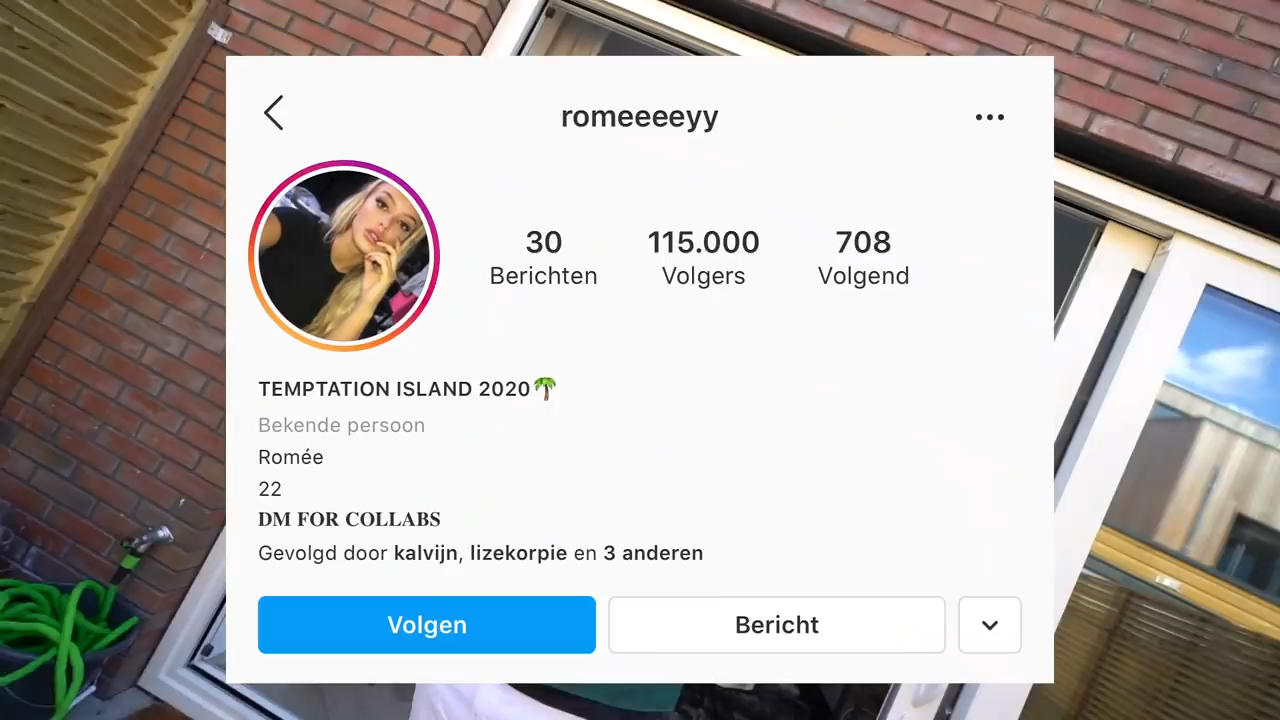 romeeeeyy
30 115.000 708
Berichten Volgers Volgend
TEMPTATION ISLAND 2020🌴
Bekende persoon
Romée
22
DM FOR COLLABS
Gevolgd door kalvijn, lizekorpie en 3 anderen
Volgen Bericht